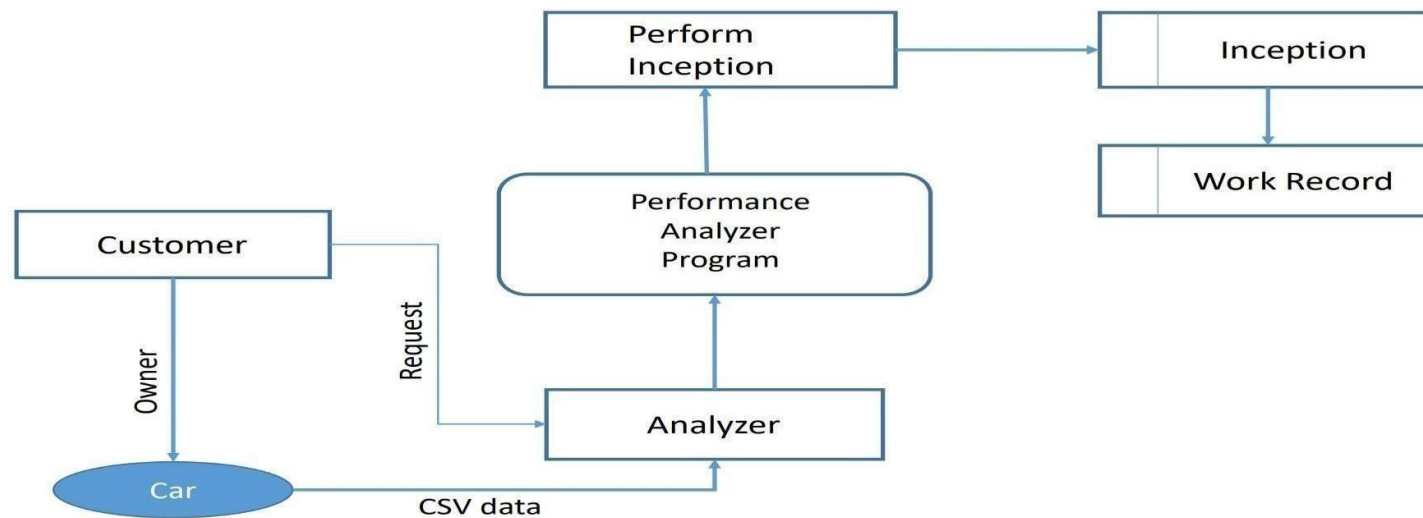 Perform
Inception
Inception
Work Record
Performance
Analyzer
Program
Customer
Owner
Request
Analyzer
Car
CSV data